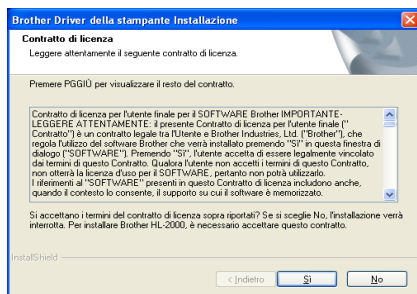 Brother Driver della stampante Installazione
Contratto di licenza
Leggere attentamente il seguente contratto di licenza.
Premere PGGIÙ per visualizzare il resto del contratto.
Contratto di licenza per l'utente finale per il SOFTWARE Brother IMPORTANTE-
LEGGERE ATTENTAMENTE: il presente Contratto di licenza per l'utente finale ("
Contratto") è un contratto legale tra l'Utente e Brother Industries, Ltd. ("Brother"), che
regola l'utilizo del software Brother che verrà installato premendo "Sì" in questa finestra di
dialogo ("SOFTWARE"). Premendo "Sì", l'utente accetta di essere legalmente vincolato
dai termini di questo Contratto. Qualora l'utente non accetti i termini di questo Contratto,
non otterrà la licenza d'uso per il SOFTWARE, pertanto non potrà utilizzarlo.
I riferimenti al "SOFTWARE" presenti in questo Contratto di licenza includono anche,
quando il contesto lo consente, il supporto su cui il software è memorizzato.
Si accettano i termini del contratto di licenza sopra riportati? Se si sceglie No, l'installazione verrà
interrotta. Per installare Brother HL-2000, è necessario accettare questo contratto.
InstallShield
< Indietro
Sì
No